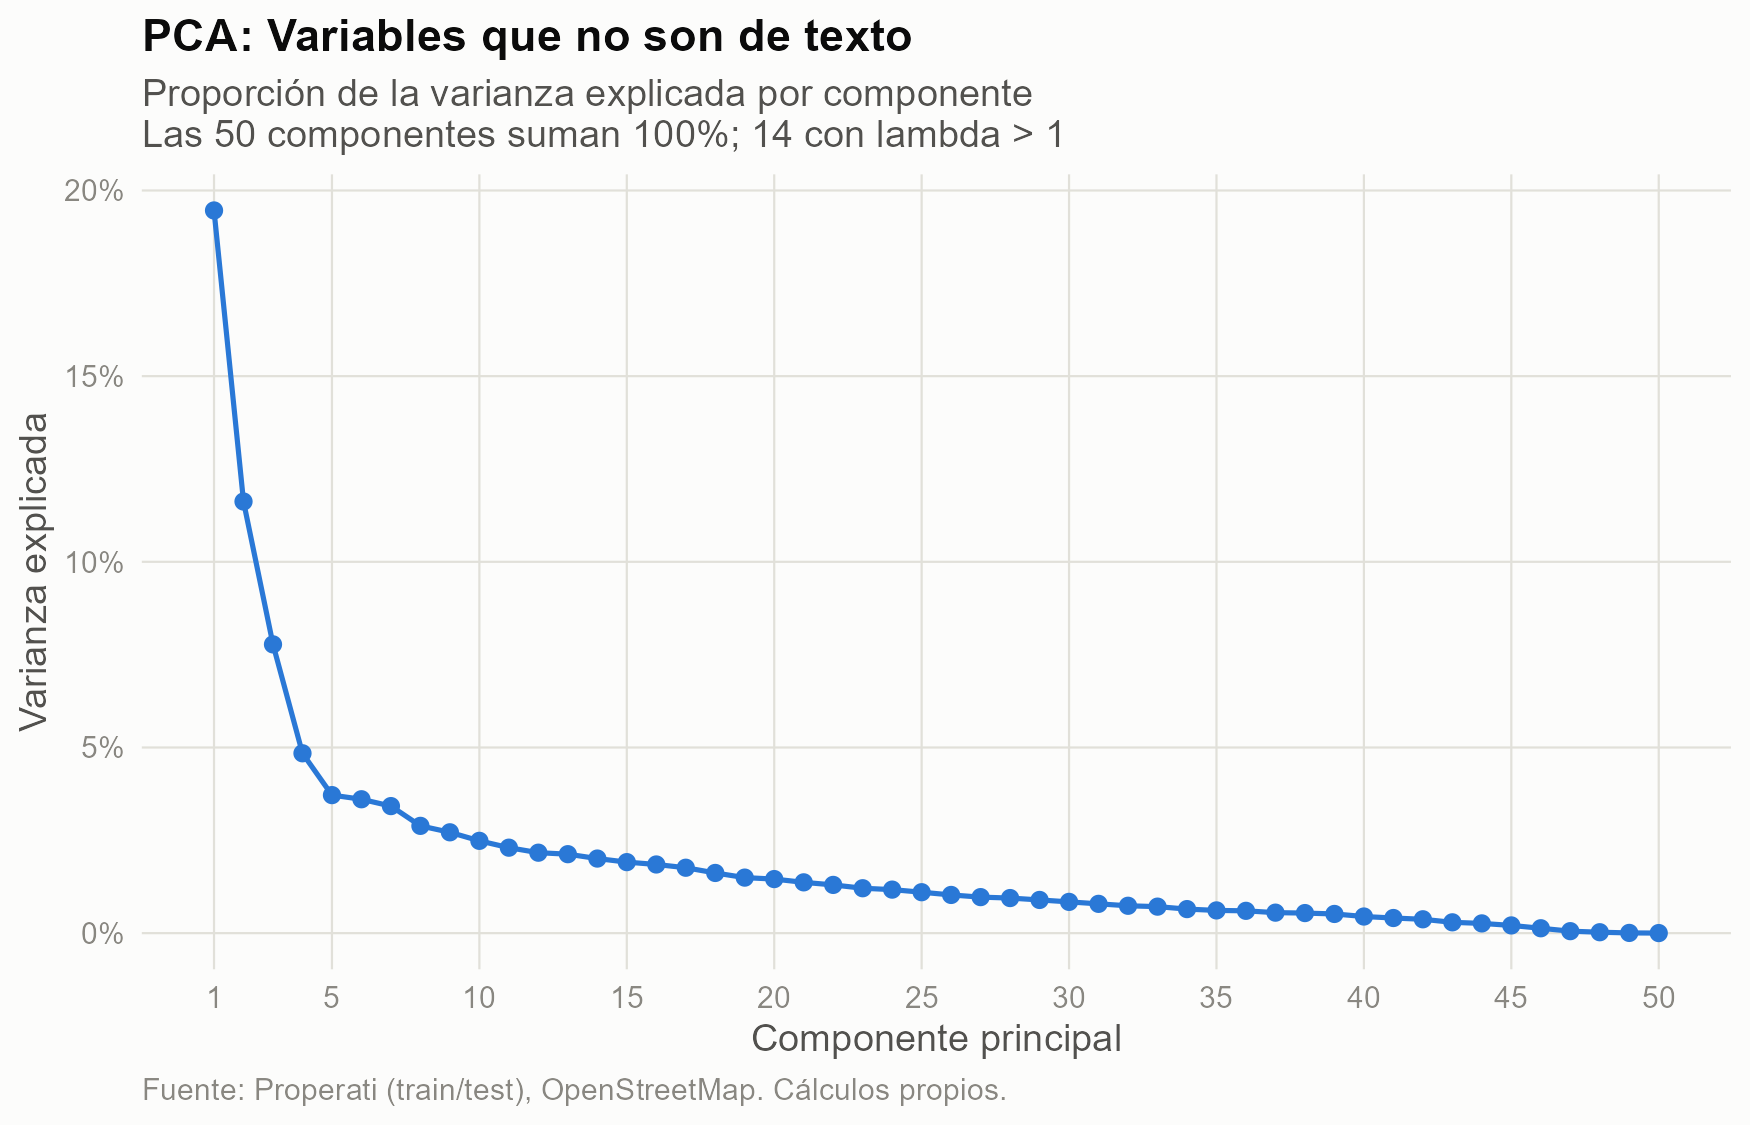 PCA: Variables que no son de texto
Proporción de la varianza explicada por componente
Las 50 componentes suman 100%; 14 con lambda > 1
20%
15%
10%
5%
0%
Varianza explicada
1 5 10 15 20 25 30 35 40 45 50
Componente principal
Fuente: Properati (train/test), OpenStreetMap. Cálculos propios.